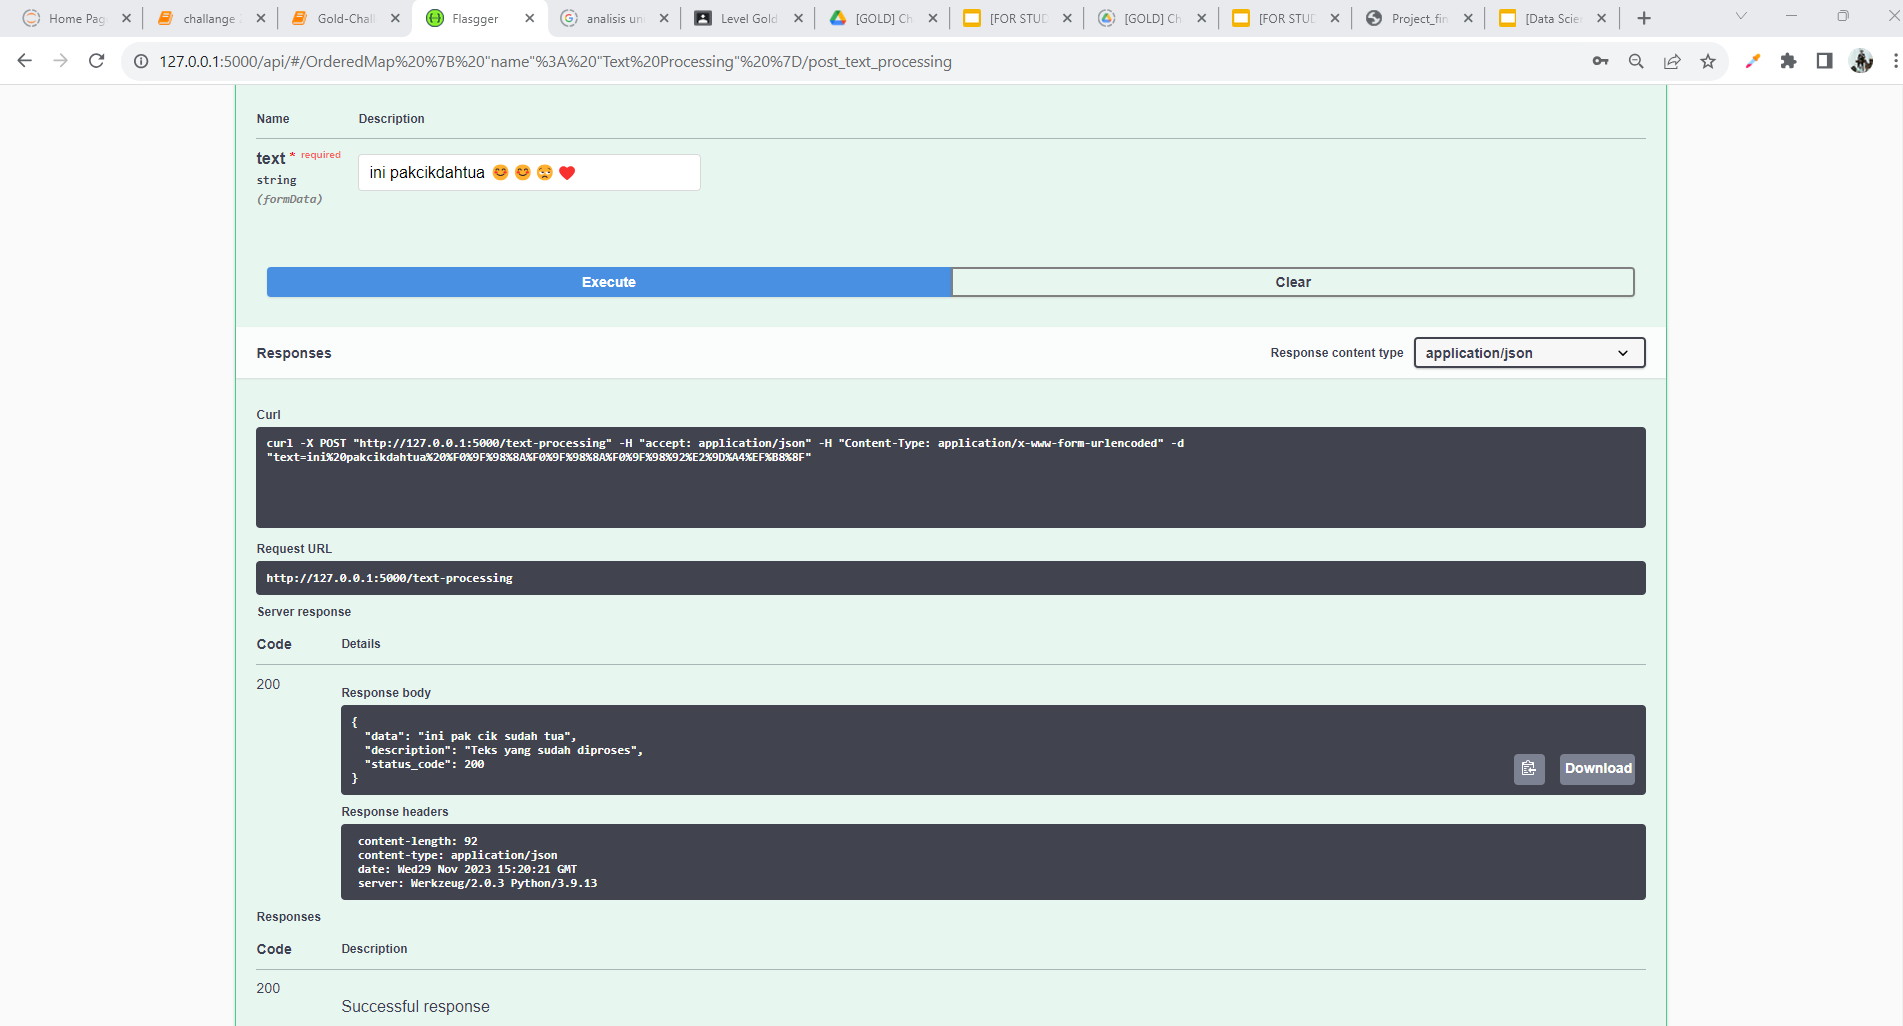 Home Pag
challange
Gold-Chall
Flasgger
analisis un
Level Gold
[GOLD] Ch
[FOR STUD
[GOLD] Ch
[FOR STUD
Project_fin
[Data Scie
127.0.0.1:5000/api/#/OrderedMap%20%7B%20"name"%3A%20"Text%20Processing"%20%7D/post_text_processing
Name Description
text * required
string
(formData)
ini pakcikdahtua 😊😊😒❤️
Execute Clear
Responses Response content type application/json
Curl
curl -X POST "http://127.0.0.1:5000/text-processing" -H "accept: application/json" -H "Content-Type: application/x-www-form-urlencoded" -d
"text=ini%20pakcikdahtua%20%F0%9F%98%8A%F0%9F%98%8A%F0%9F%98%92%E2%9D%A4%EF%B8%8F"
Request URL
http://127.0.0.1:5000/text-processing
Server response
Code Details
200
Response body
{
"data": "ini pak cik sudah tua",
"description": "Teks yang sudah diproses",
"status_code": 200
}
Download
Response headers
content-length: 92
content-type: application/json
date: Wed29 Nov 2023 15:20:21 GMT
server: Werkzeug/2.0.3 Python/3.9.13
Responses
Code Description
200
Successful response